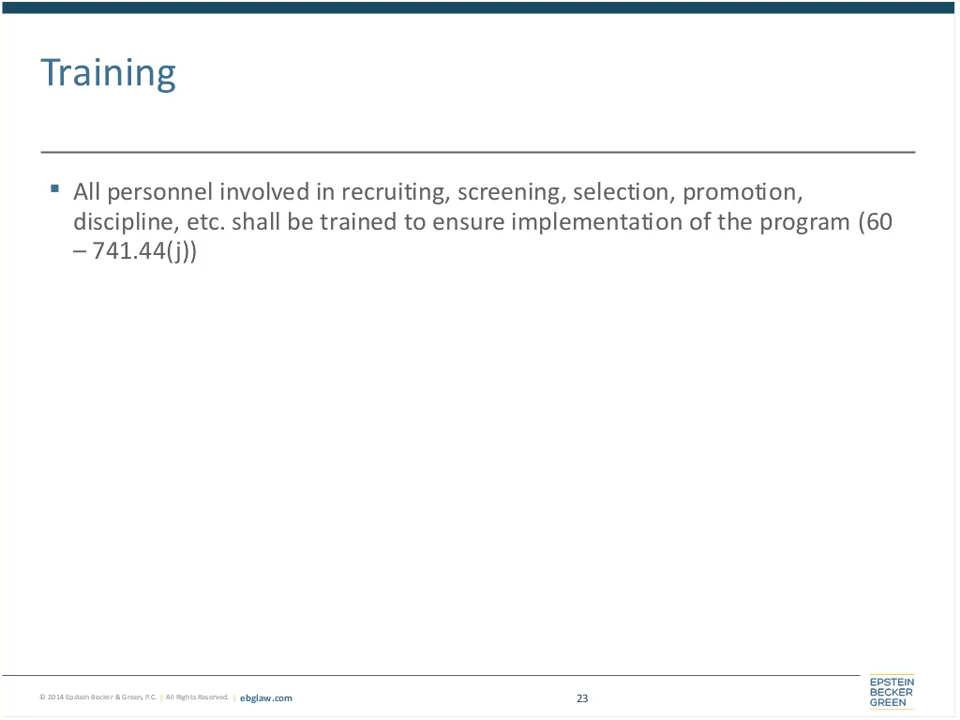 Training
▪ All personnel involved in recruiting, screening, selection, promotion,
discipline, etc. shall be trained to ensure implementation of the program (60
– 741.44(j))
© 2014 Epstein Becker & Green, P.C. | All Rights Reserved. | ebglaw.com
23
EPSTEIN
BECKER
GREEN